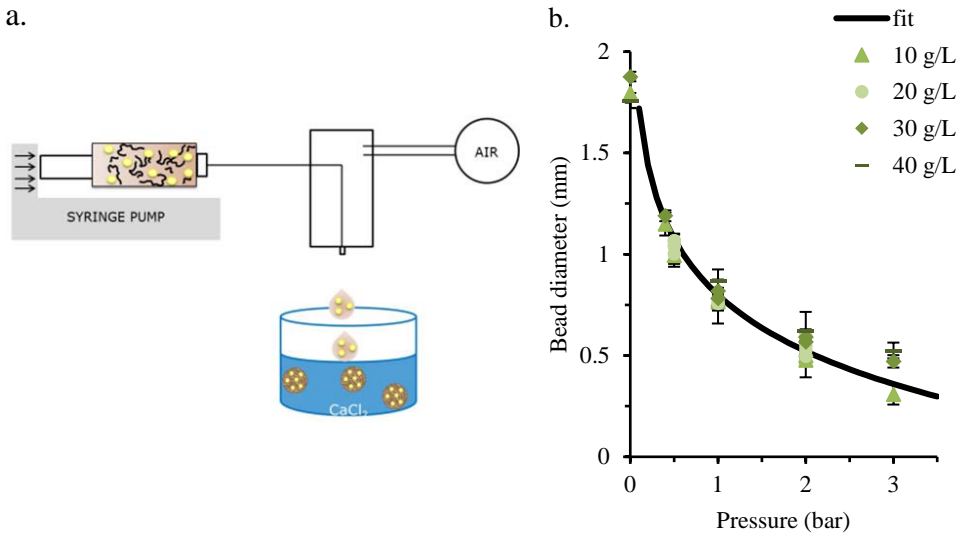 a.
SYRINGE PUMP
AIR
CaCl₂
b.
fit
10 g/L
20 g/L
30 g/L
40 g/L
2
1.5
1
0.5
0
0
1
2
3
Bead diameter (mm)
Pressure (bar)